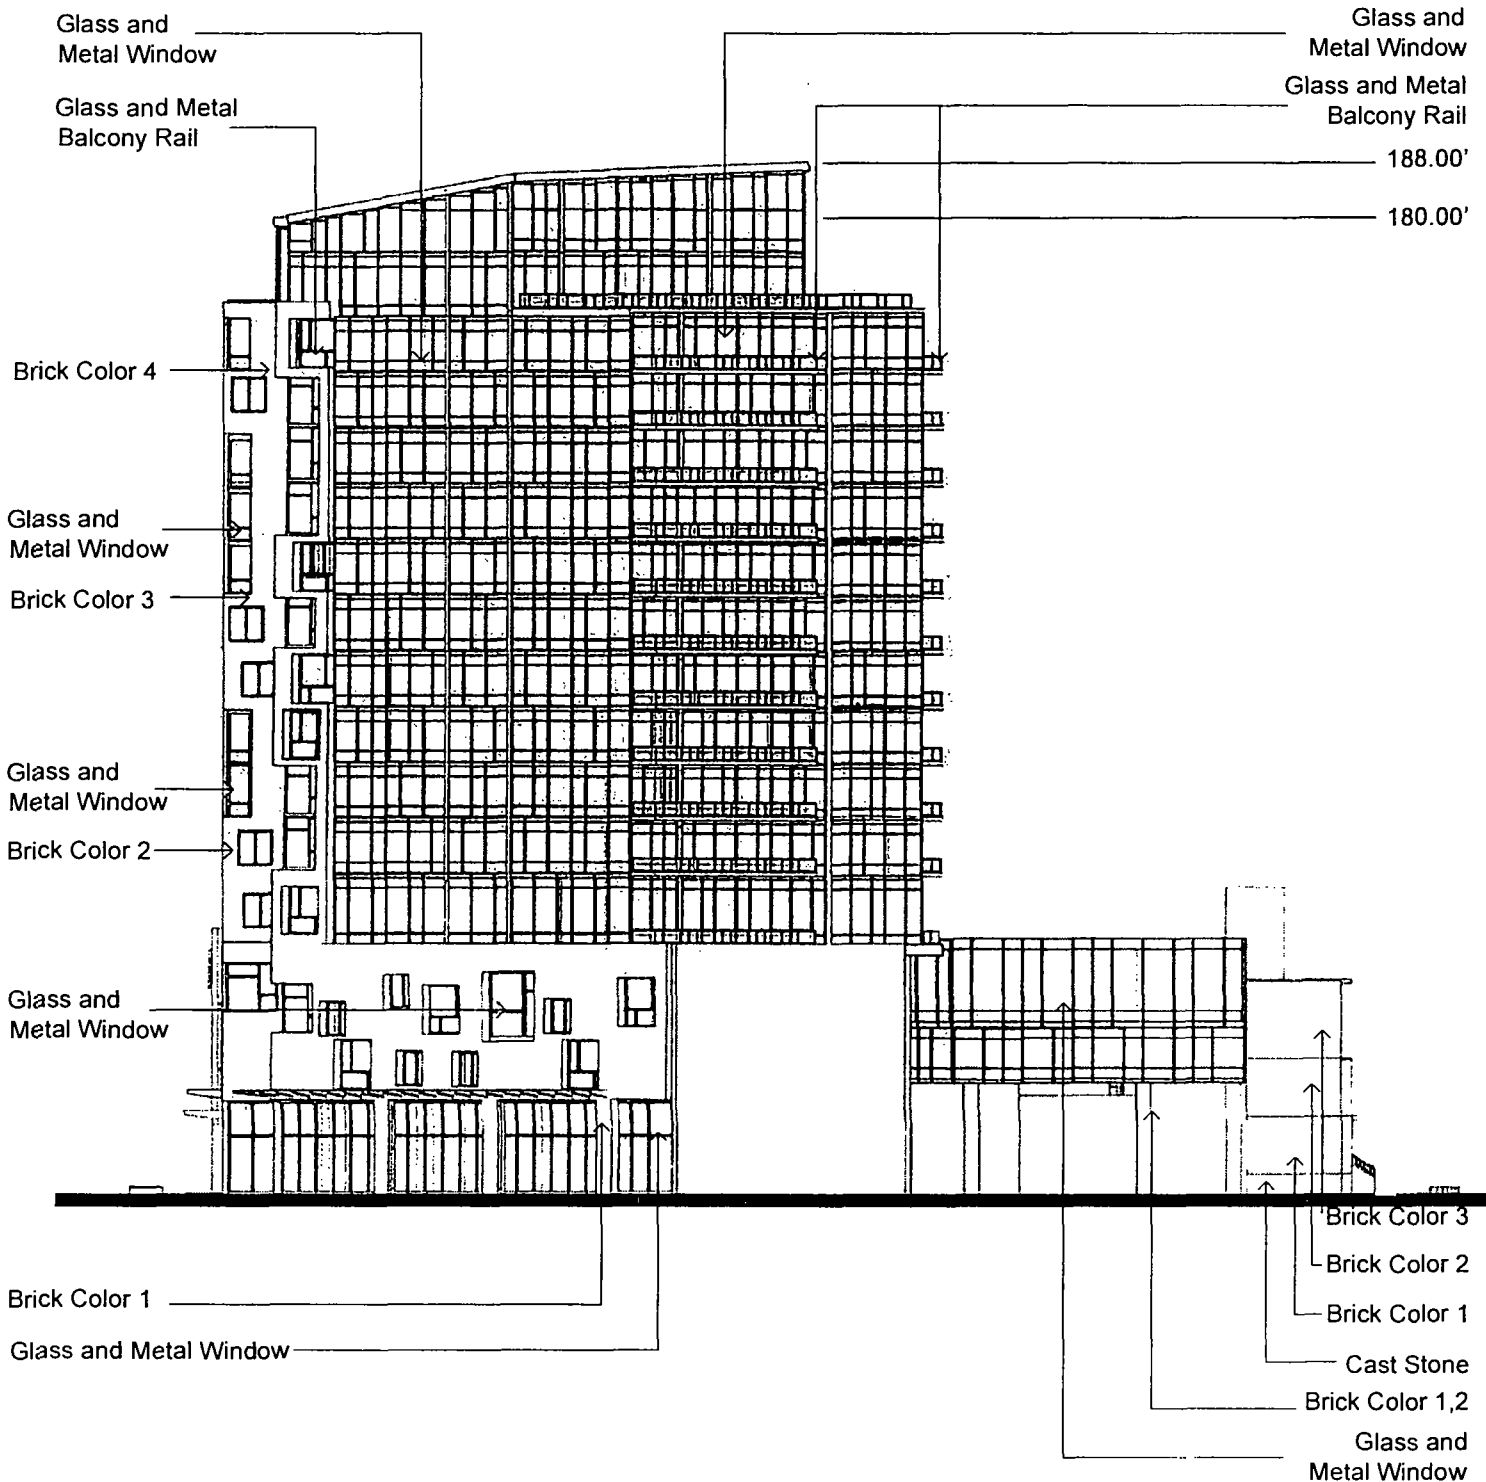 Glass and
Metal Window
Glass and Metal
Balcony Rail
Glass and
Metal Window
Glass and Metal
Balcony Rail
188.00'
180.00'
Brick Color 4
Glass and
Metal Window
Brick Color 3
Glass and
Metal Window
Brick Color 2
Glass and
Metal Window
Brick Color 1
Glass and Metal Window
Brick Color 3
Brick Color 2
Brick Color 1
Cast Stone
Brick Color 1,2
Glass and
Metal Window